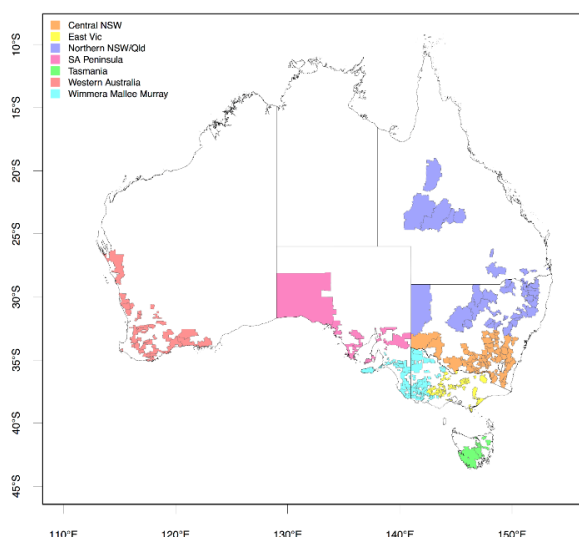 Central NSW
East Vic
Northern NSW/Qld
SA Peninsula
Tasmania
Western Australia
Wimmera Mallee Murray
10°S
15°S
20°S
25°S
30°S
35°S
40°S
45°S
110°E
120°E
130°E
140°E
150°E